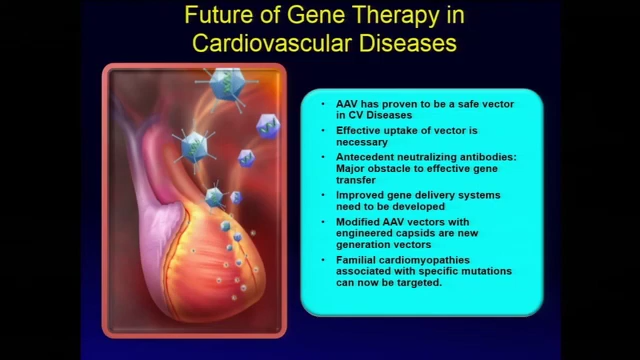 Future of Gene Therapy in
Cardiovascular Diseases
• AAV has proven to be a safe vector
in CV Diseases
• Effective uptake of vector is
necessary
• Antecedent neutralizing antibodies:
Major obstacle to effective gene
transfer
• Improved gene delivery systems
need to be developed
• Modified AAV vectors with
engineered capsids are new
generation vectors
• Familial cardiomyopathies
associated with specific mutations
can now be targeted.